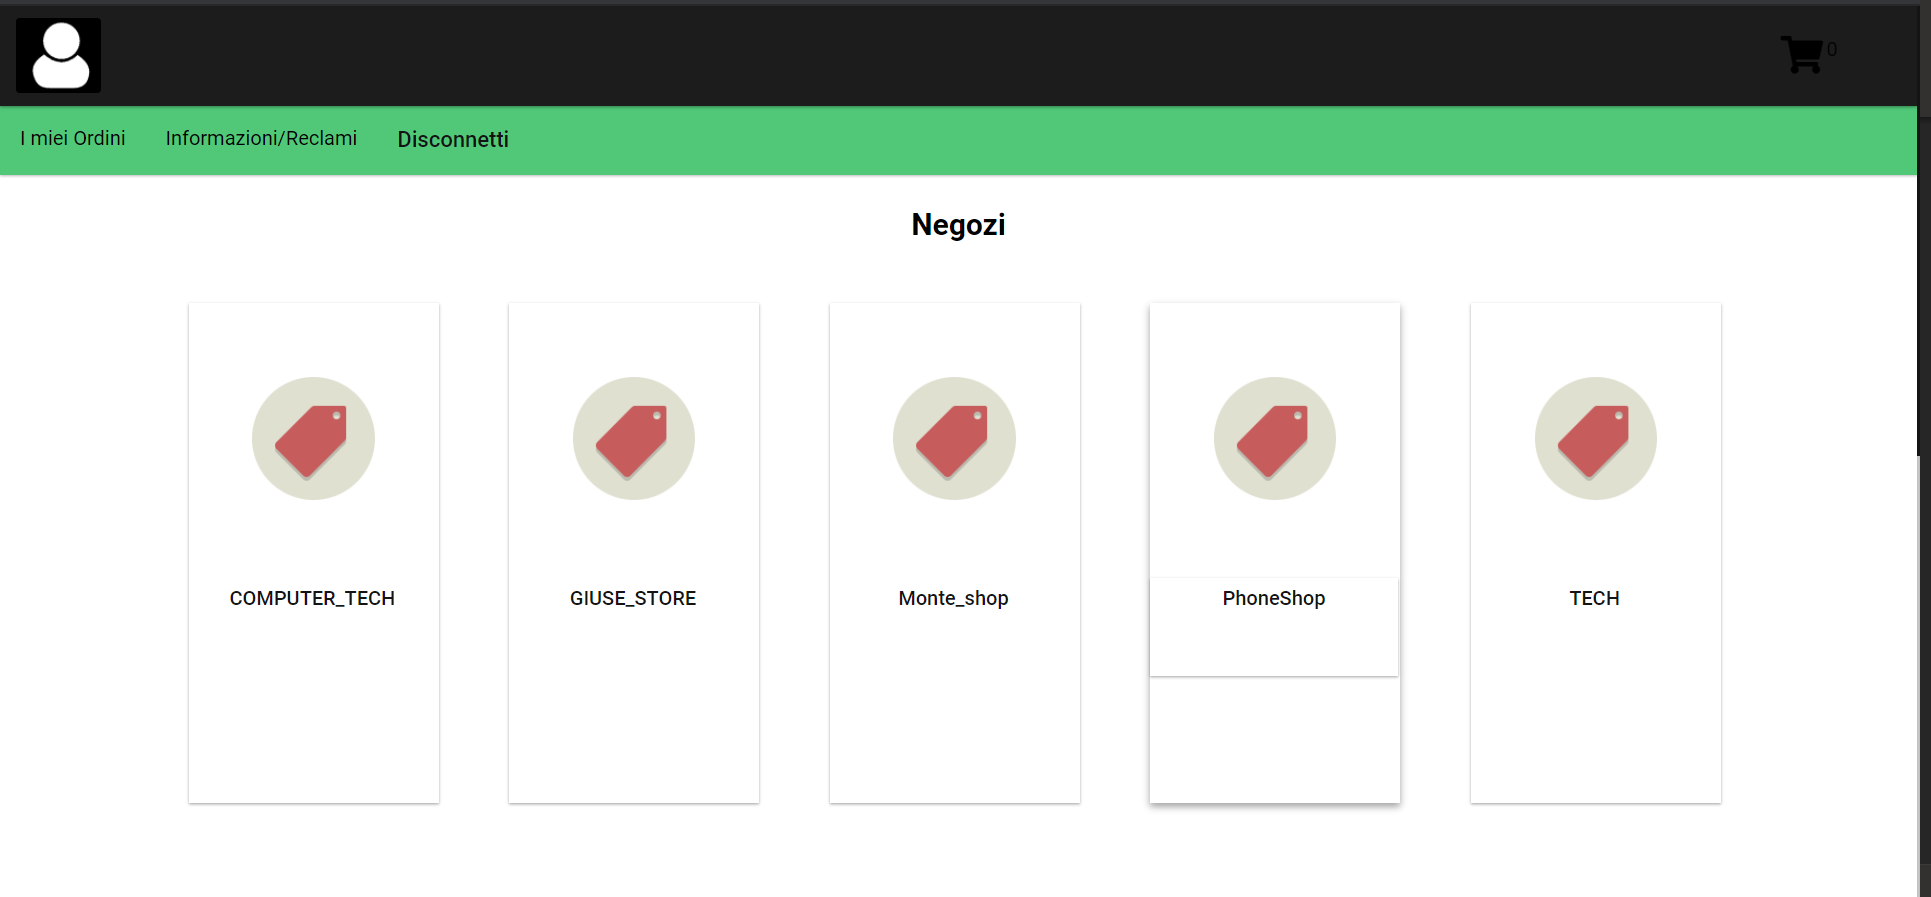 0
I miei Ordini Informazioni/Reclami Disconnetti
Negozi
COMPUTER_TECH GIUSE_STORE Monte_shop PhoneShop TECH